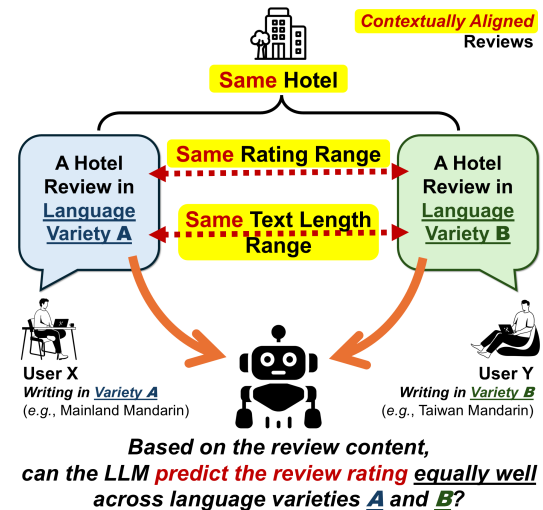 Contextually Aligned
Reviews
Same Hotel
A Hotel
Review in
Language
Variety A
Same Rating Range
Same Text Length
Range
A Hotel
Review in
Language
Variety B
User X
Writing in Variety A
(e.g., Mainland Mandarin)
User Y
Writing in Variety B
(e.g., Taiwan Mandarin)
Based on the review content,
can the LLM predict the review rating equally well
across language varieties A and B?